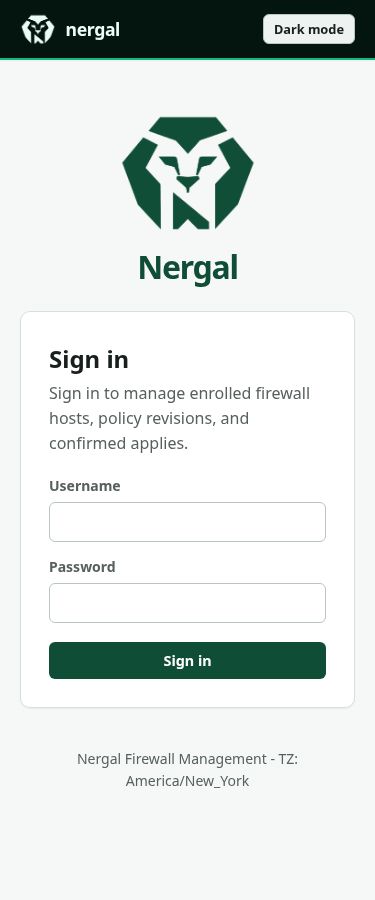 nergal
Dark mode
Nergal
Sign in
Sign in to manage enrolled firewall
hosts, policy revisions, and
confirmed applies.
Username
Password
Sign in
Nergal Firewall Management - TZ:
America/New_York